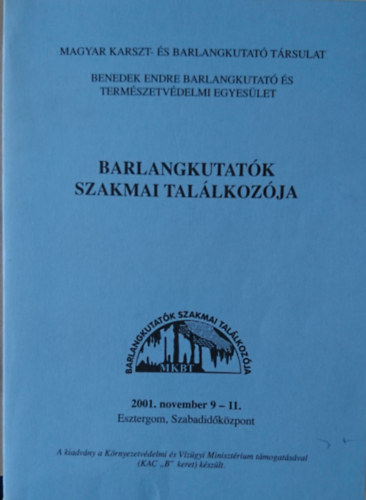 MAGYAR KARSZT- ÉS BARLANGKUTATÓ TÁRSULAT
BENEDEK ENDRE BARLANGKUTATÓ ÉS
TERMÉSZETVÉDELMI EGYESÜLET
BARLANGKUTATÓK
SZAKMAI TALÁLKOZÓJA
BARLANGKUTATÓK SZAKMAI TALÁLKOZÓJA
MKBT
2001. november 9 – 11.
Esztergom, Szabadidőközpont
A kiadvány a Környezetvédelmi és Vízügyi Minisztérium támogatásával
(KAC „B" keret) készült.